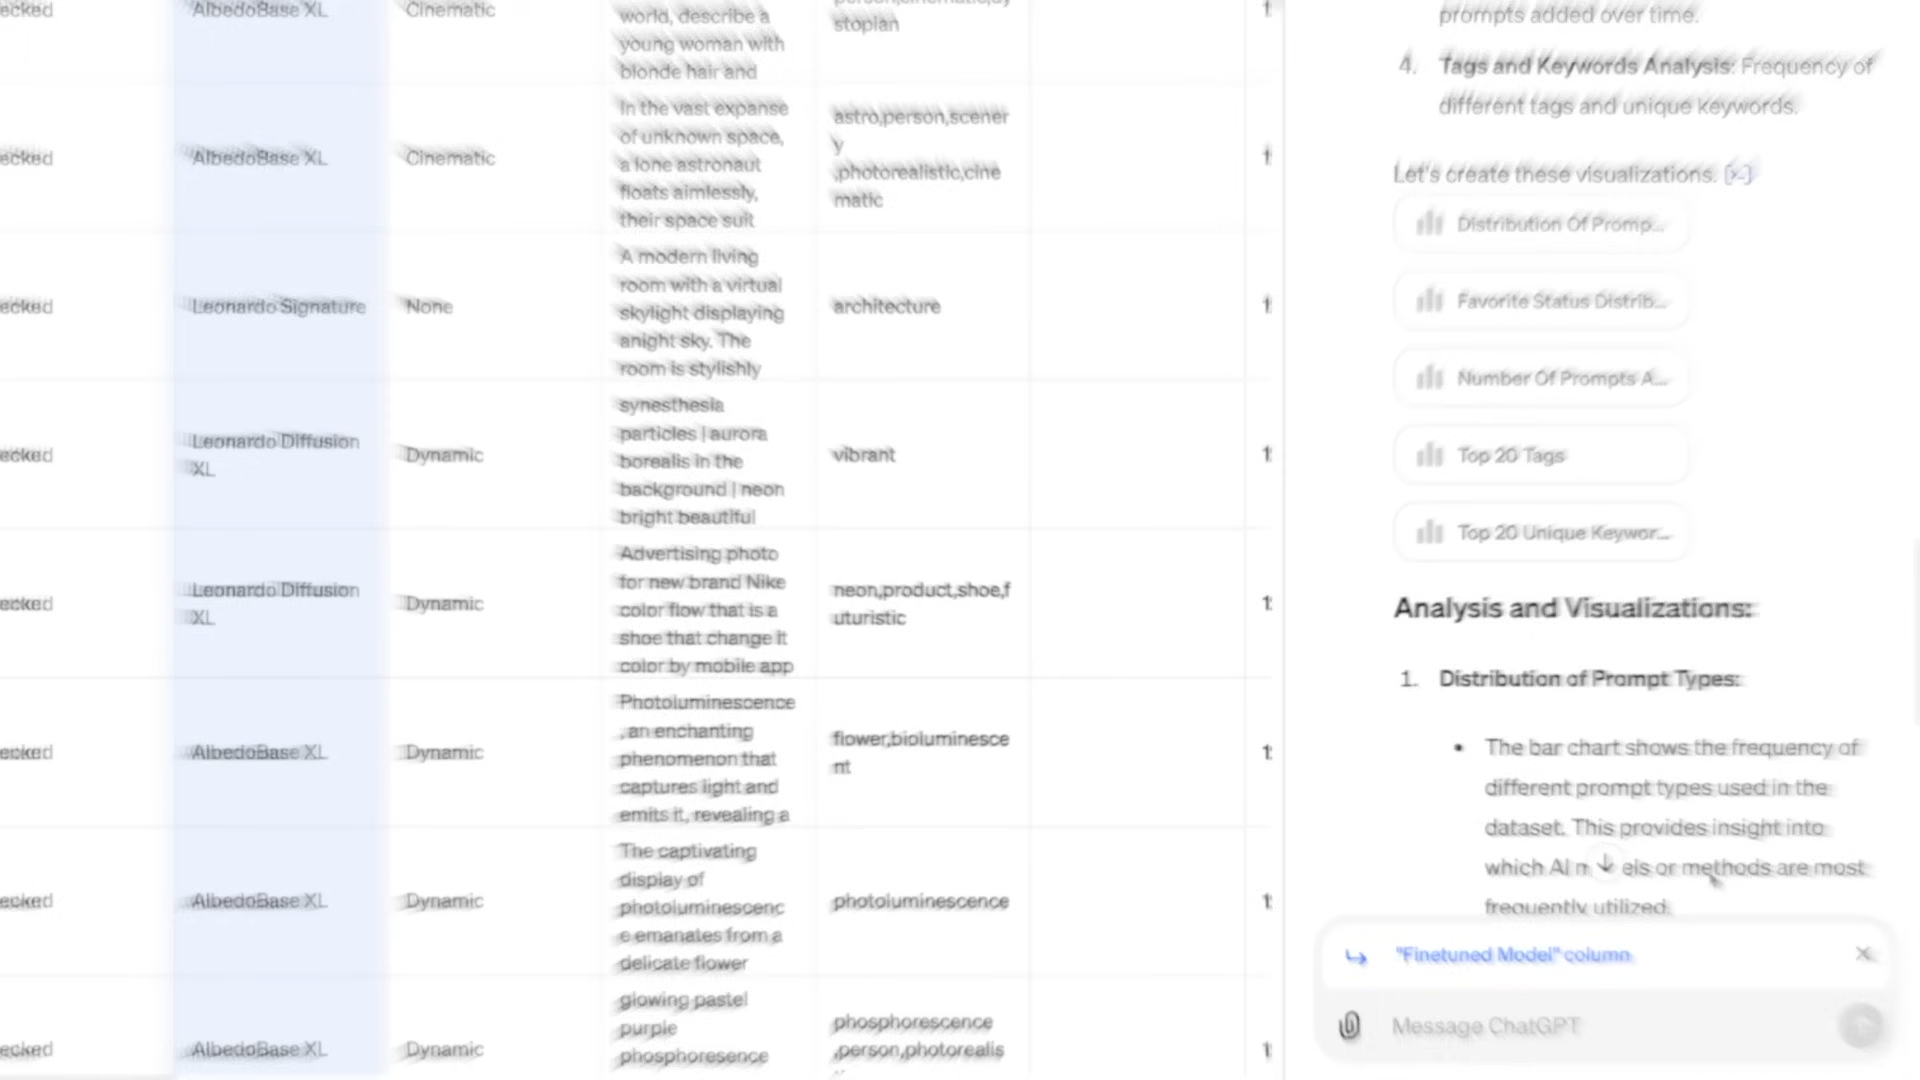 ecked
AlbedoBase XL
Cinematic
world, describe a
young woman with
blonde hair and
stopian
ecked
AlbedoBase XL
Cinematic
In the vast expanse
of unknown space,
a lone astronaut
floats aimlessly,
their space suit
astro,person,scener
y
,photorealistic,cine
matic
ecked
Leonardo Signature
None
A modern living
room with a virtual
skylight displaying
anight sky. The
room is stylishly
architecture
ecked
Leonardo Diffusion
XL
Dynamic
synesthesia
particles | aurora
borealis in the
background | neon
bright beautiful
vibrant
ecked
Leonardo Diffusion
XL
Dynamic
Advertising photo
for new brand Nike
color flow that is a
shoe that change it
color by mobile app
neon,product,shoe,f
uturistic
ecked
AlbedoBase XL
Dynamic
Photoluminescence
, an enchanting
phenomenon that
captures light and
emits it, revealing a
flower,bioluminesce
nt
ecked
AlbedoBase XL
Dynamic
The captivating
display of
photoluminescenc
e emanates from a
delicate flower
photoluminescence
ecked
AlbedoBase XL
Dynamic
glowing pastel
purple
phosphoresence
phosphorescence
,person,photorealis
prompts added over time.
4. Tags and Keywords Analysis: Frequency of
different tags and unique keywords.
Let's create these visualizations. [>-]
Distribution Of Promp...
Favorite Status Distrib...
Number Of Prompts A...
Top 20 Tags
Top 20 Unique Keywor...
Analysis and Visualizations:
1. Distribution of Prompt Types:
• The bar chart shows the frequency of
different prompt types used in the
dataset. This provides insight into
which AI m els or methods are most
frequently utilized.
"Finetuned Model" column
Message ChatGPT